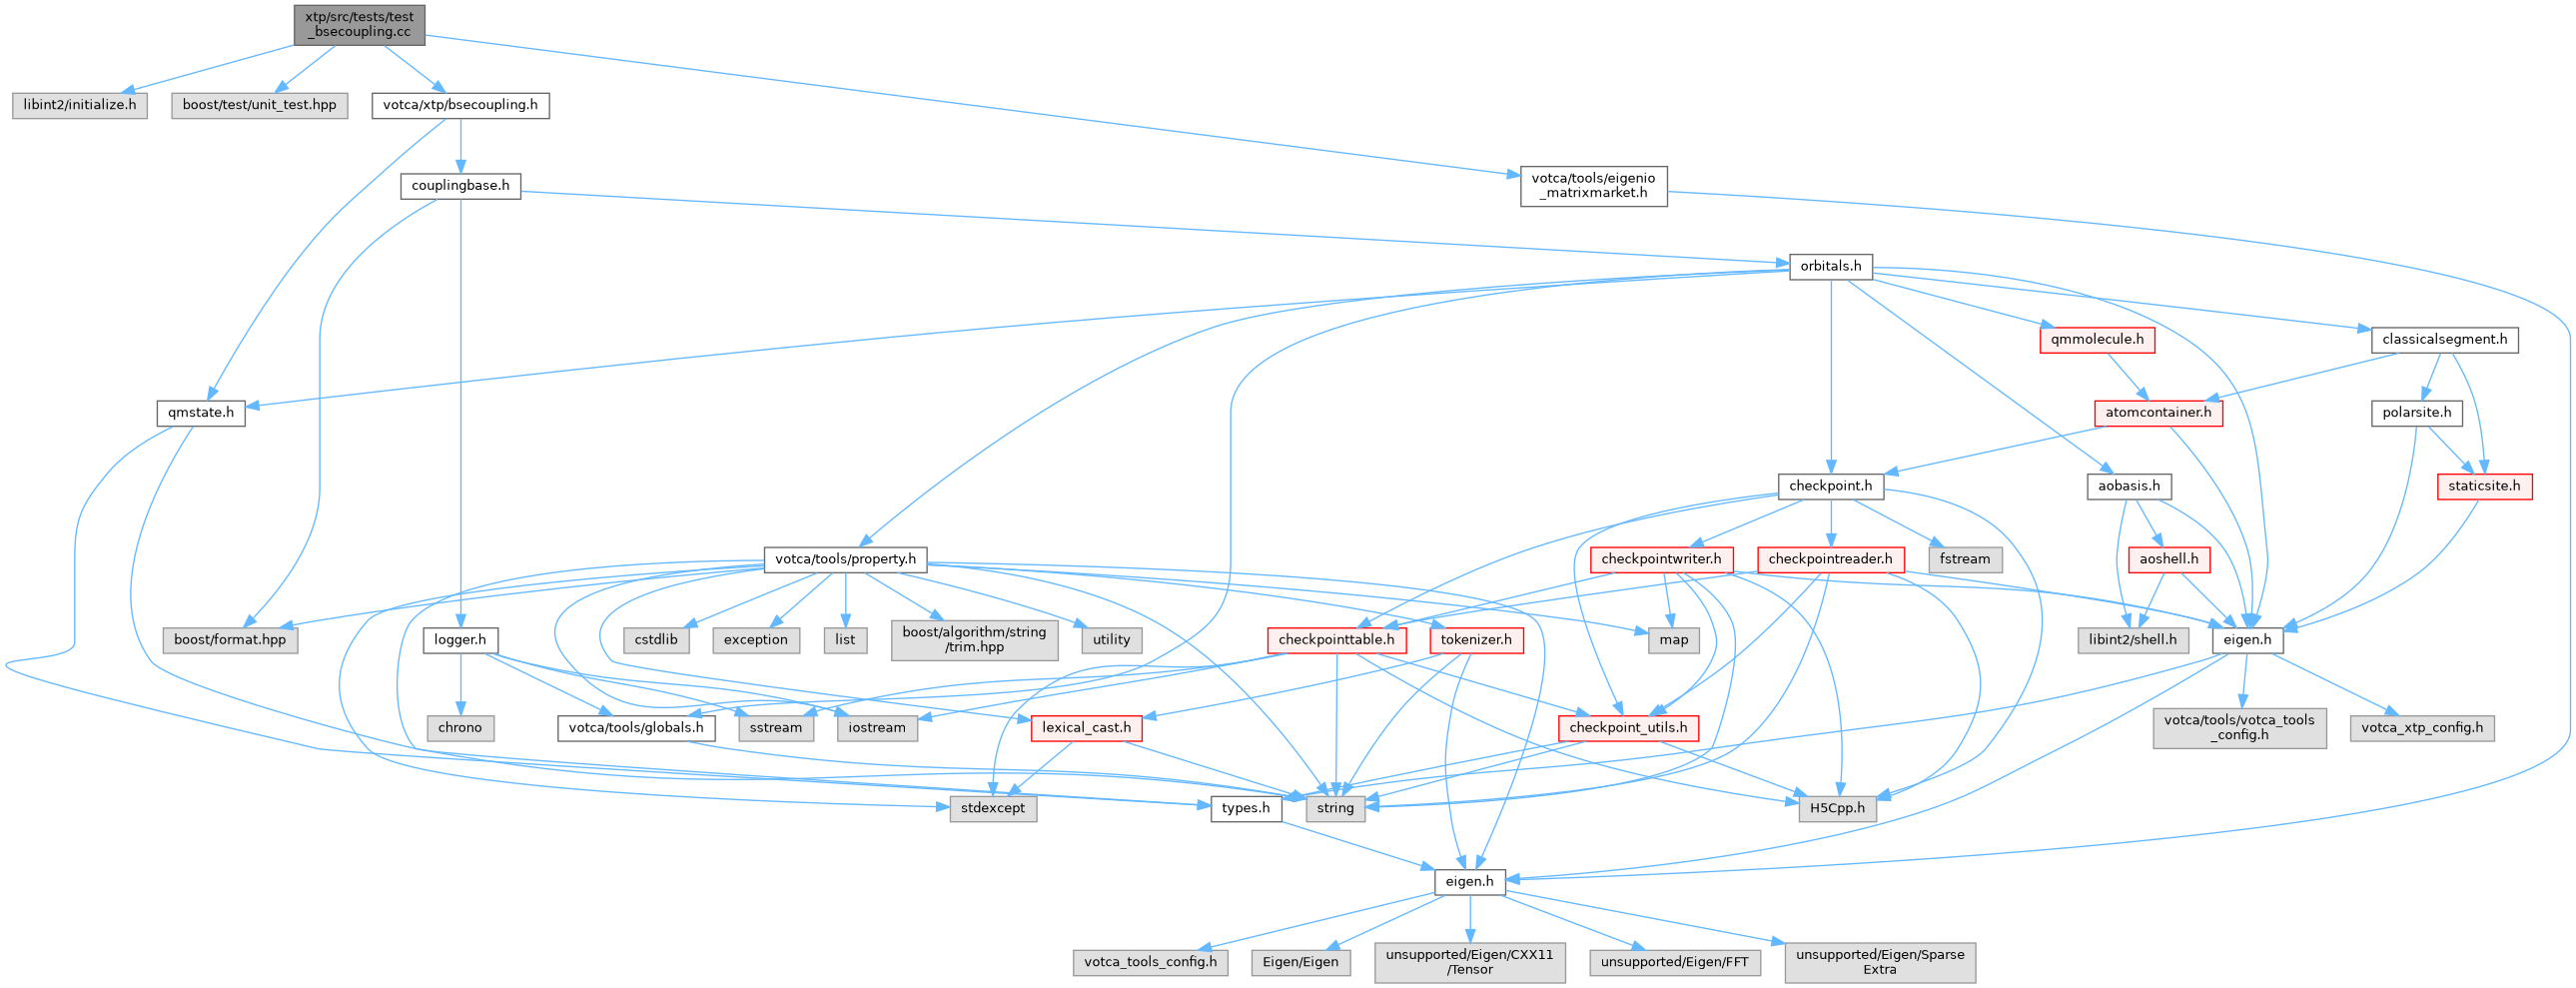 xtp/src/tests/test
_bsecoupling.cc
libint2/initialize.h
boost/test/unit_test.hpp
votca/xtp/bsecoupling.h
votca/tools/eigenio
_matrixmarket.h
couplingbase.h
orbitals.h
qmmolecule.h
classicalsegment.h
qmstate.h
atomcontainer.h
polarsite.h
checkpoint.h
aobasis.h
staticsite.h
votca/tools/property.h
checkpointwriter.h
checkpointreader.h
fstream
aoshell.h
boost/format.hpp
logger.h
cstdlib
exception
list
boost/algorithm/string
/trim.hpp
utility
checkpointtable.h
tokenizer.h
map
libint2/shell.h
eigen.h
chrono
votca/tools/globals.h
sstream
iostream
lexical_cast.h
checkpoint_utils.h
votca/tools/votca_tools
_config.h
votca_xtp_config.h
stdexcept
types.h
string
H5Cpp.h
eigen.h
votca_tools_config.h
Eigen/Eigen
unsupported/Eigen/CXX11
/Tensor
unsupported/Eigen/FFT
unsupported/Eigen/Sparse
Extra